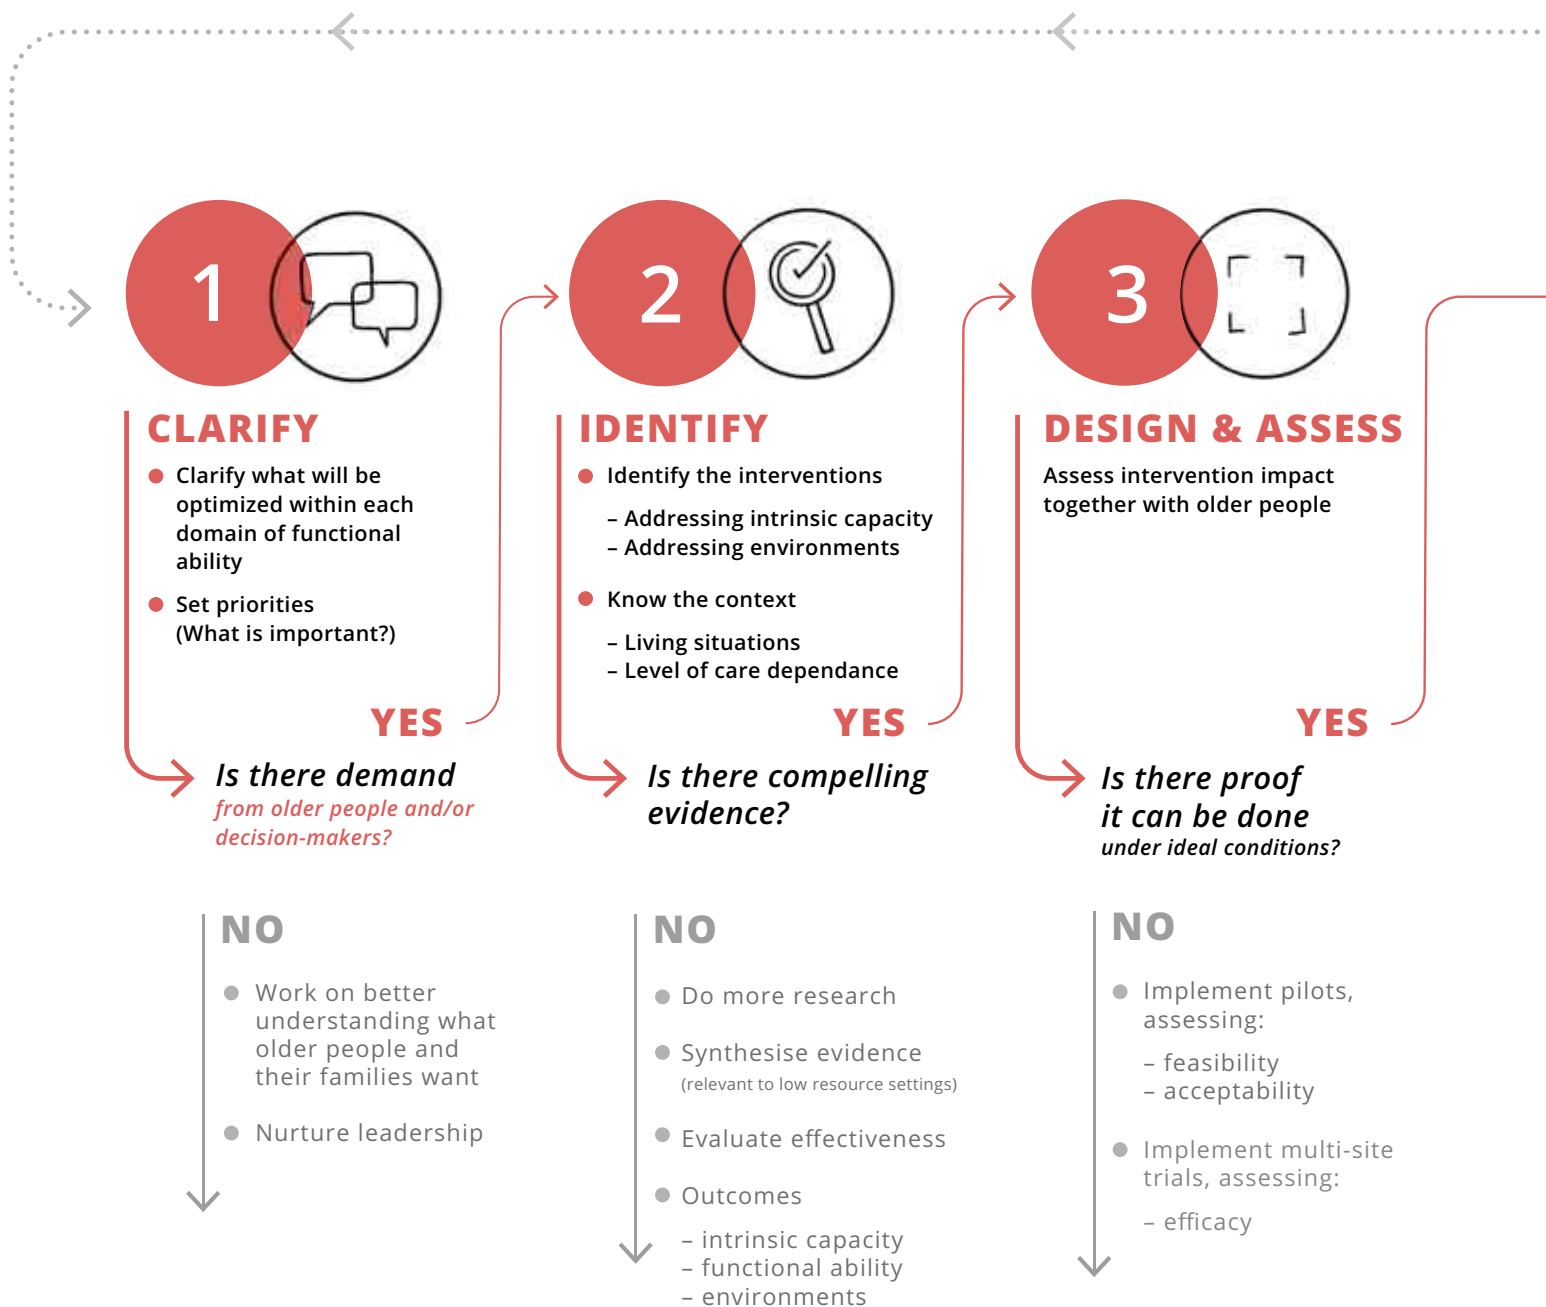 1
CLARIFY
Clarify what will be
optimized within each
domain of functional
ability
Set priorities
(What is important?)
YES
Is there demand
from older people and/or
decision-makers?
NO
Work on better
understanding what
older people and
their families want
Nurture leadership
2
IDENTIFY
Identify the interventions
– Addressing intrinsic capacity
– Addressing environments
Know the context
– Living situations
– Level of care dependance
YES
Is there compelling
evidence?
NO
Do more research
Synthesise evidence
(relevant to low resource settings)
Evaluate effectiveness
Outcomes
– intrinsic capacity
– functional ability
– environments
3
DESIGN & ASSESS
Assess intervention impact
together with older people
YES
Is there proof
it can be done
under ideal conditions?
NO
Implement pilots,
assessing:
– feasibility
– acceptability
Implement multi-site
trials, assessing:
– efficacy